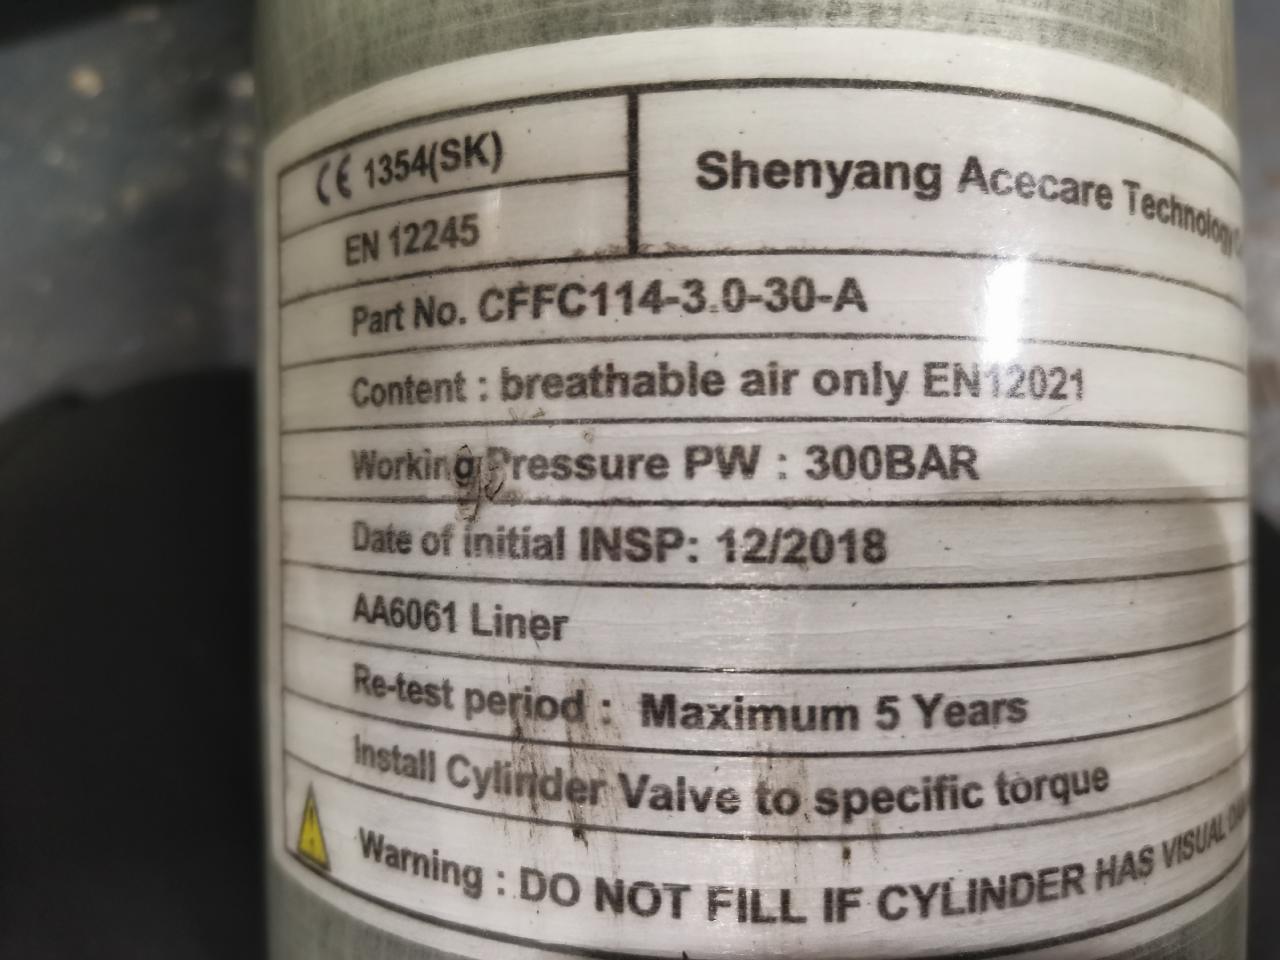 CE 1354(SK)
EN 12245
Shenyang Acecare Technology
Part No. CFFC114-3.0-30-A
Content : breathable air only EN12021
Working Pressure PW : 300BAR
Date of initial INSP: 12/2018
AA6061 Liner
Re-test period : Maximum 5 Years
Install Cylinder Valve to specific torque
Warning : DO NOT FILL IF CYLINDER HAS VISUAL